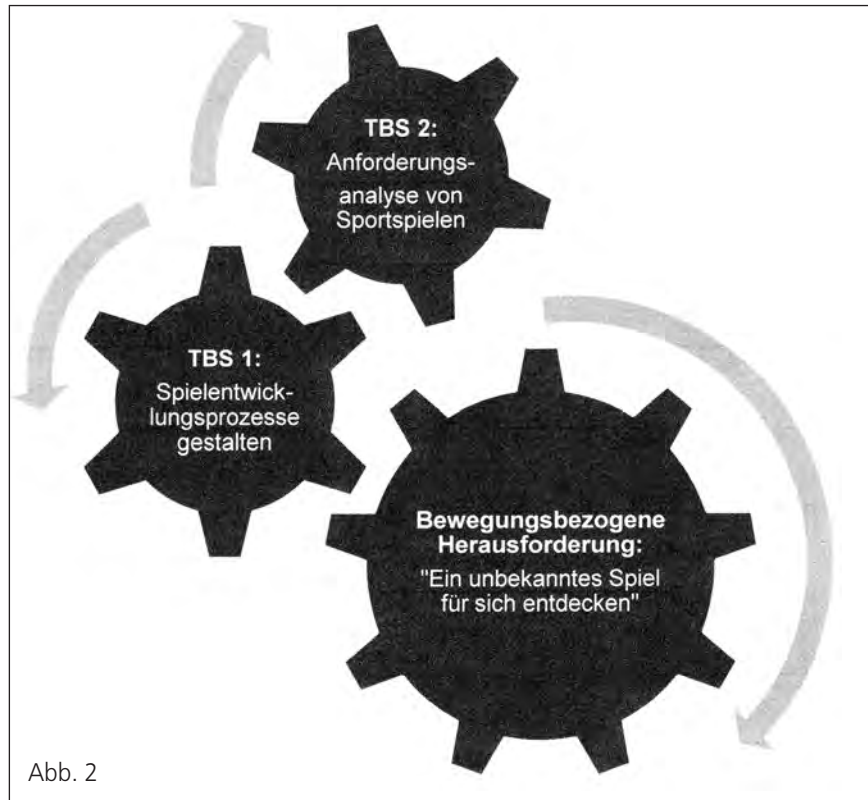 TBS 2:
Anforderungs-
analyse von
Sportspielen
TBS 1:
Spielentwick-
lungsprozesse
gestalten
Bewegungsbezogene
Herausforderung:
"Ein unbekanntes Spiel
für sich entdecken"
Abb. 2